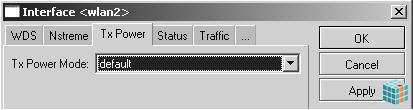 Interface <wlan2>
WDS Nstreme Tx Power Status Traffic ...
OK
Tx Power Mode: default
Cancel
Apply